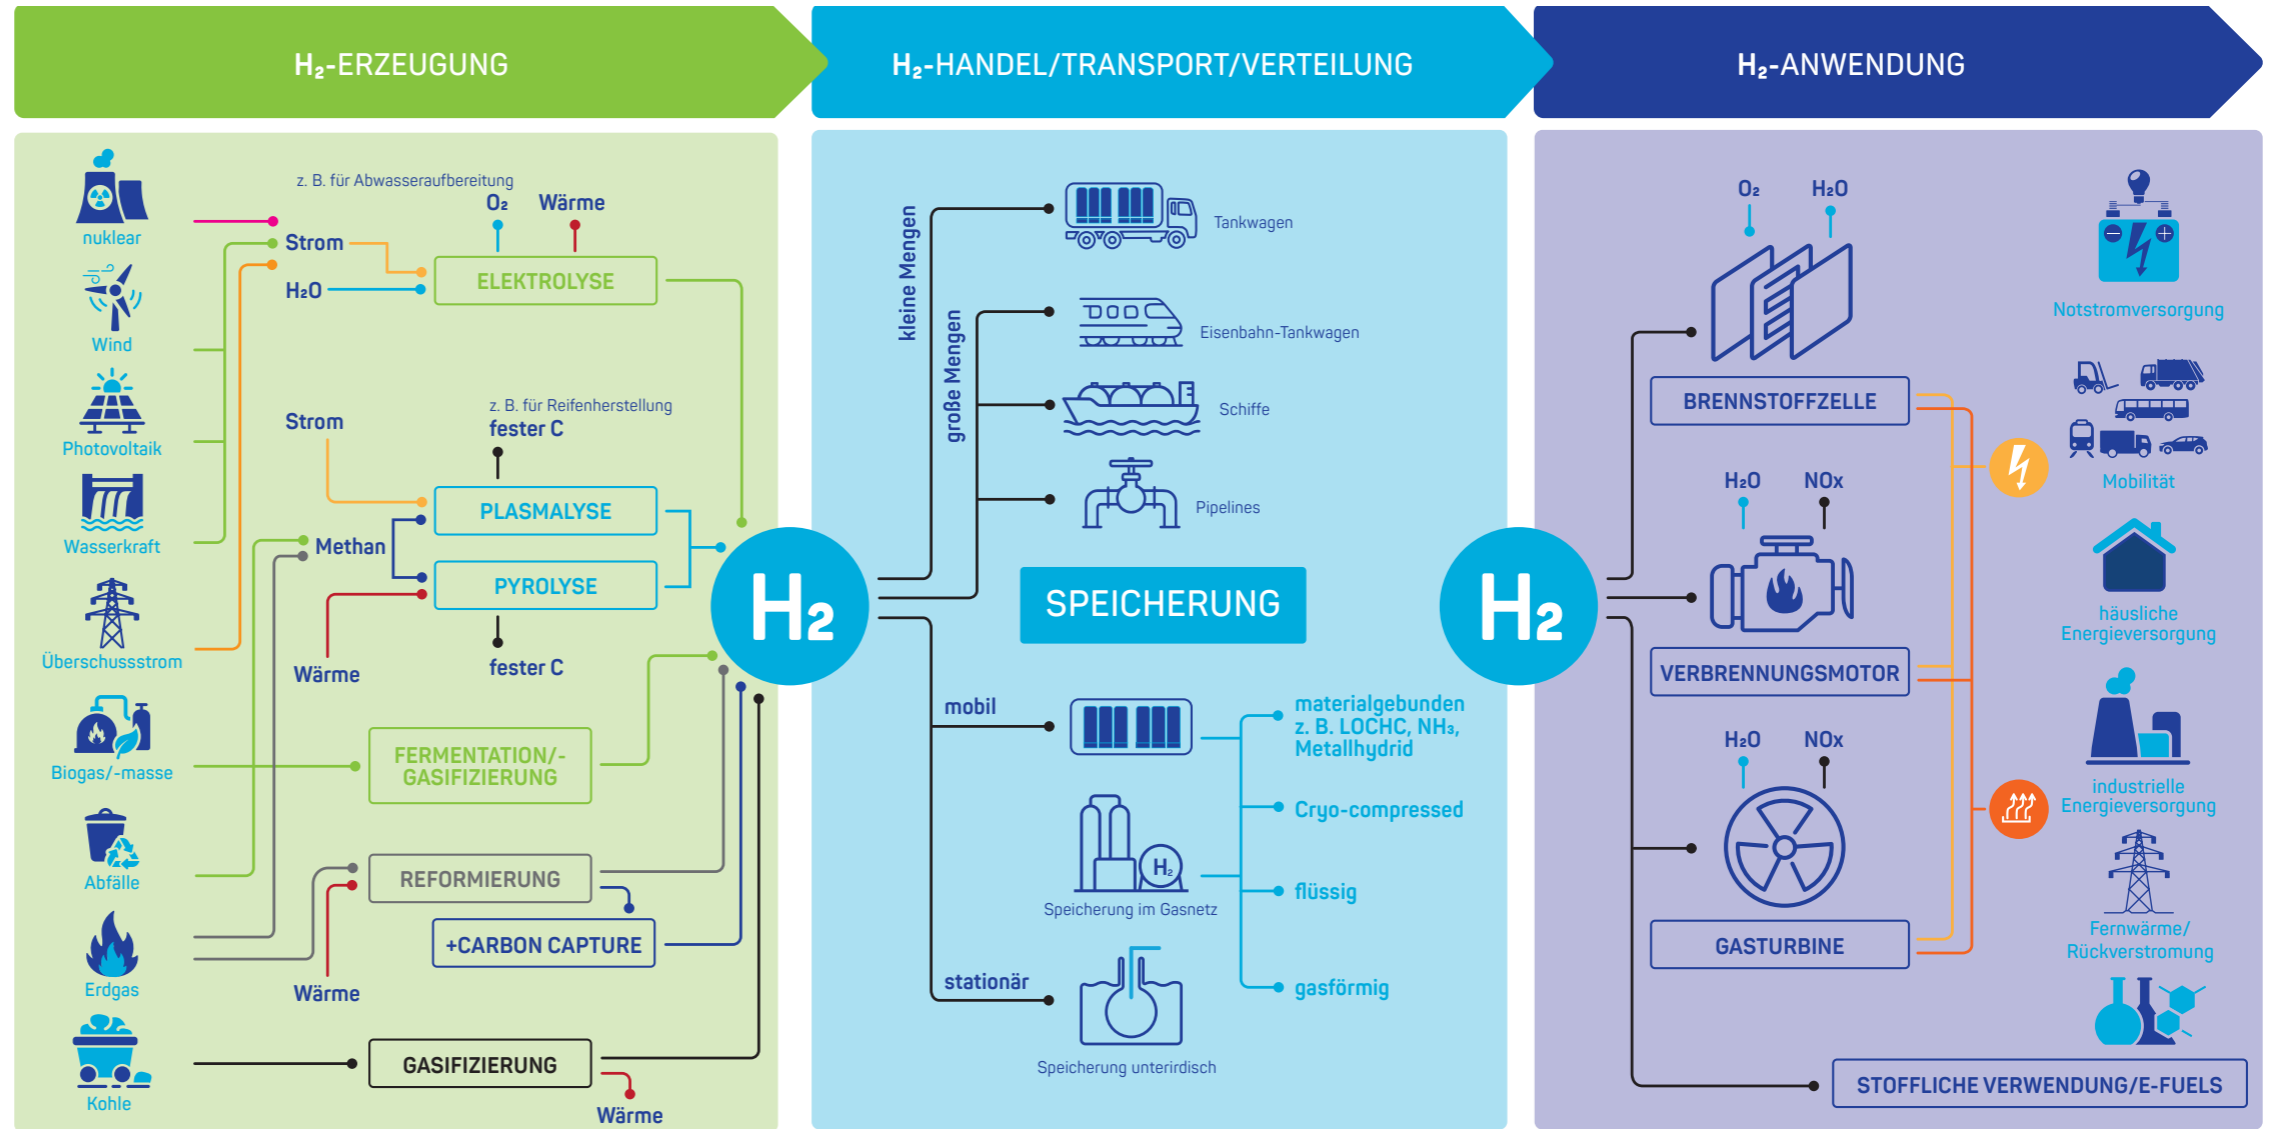 H₂-ERZEUGUNG
H₂-HANDEL/TRANSPORT/VERTEILUNG
H₂-ANWENDUNG
nuklear
Wind
Photovoltaik
Wasserkraft
Überschussstrom
Biogas/-masse
Abfälle
Erdgas
Kohle
z. B. für Abwasseraufbereitung
O₂
Wärme
Strom
H₂O
ELEKTROLYSE
Strom
z. B. für Reifenherstellung
fester C
PLASMALYSE
Methan
PYROLYSE
Wärme
fester C
FERMENTATION/-
GASIFIZIERUNG
REFORMIERUNG
+CARBON CAPTURE
Wärme
GASIFIZIERUNG
Wärme
H₂
kleine Mengen
große Mengen
Tankwagen
Eisenbahn-Tankwagen
Schiffe
Pipelines
SPEICHERUNG
mobil
materialgebunden
z. B. LOCHC, NH₃,
Metallhydrid
Cryo-compressed
H₂
Speicherung im Gasnetz
flüssig
stationär
gasförmig
Speicherung unterirdisch
H₂
O₂
H₂O
BRENNSTOFFZELLE
H₂O
NOx
VERBRENNUNGSMOTOR
H₂O
NOx
GASTURBINE
STOFFLICHE VERWENDUNG/E-FUELS
Notstromversorgung
Mobilität
häusliche
Energieversorgung
industrielle
Energieversorgung
Fernwärme/
Rückverstromung